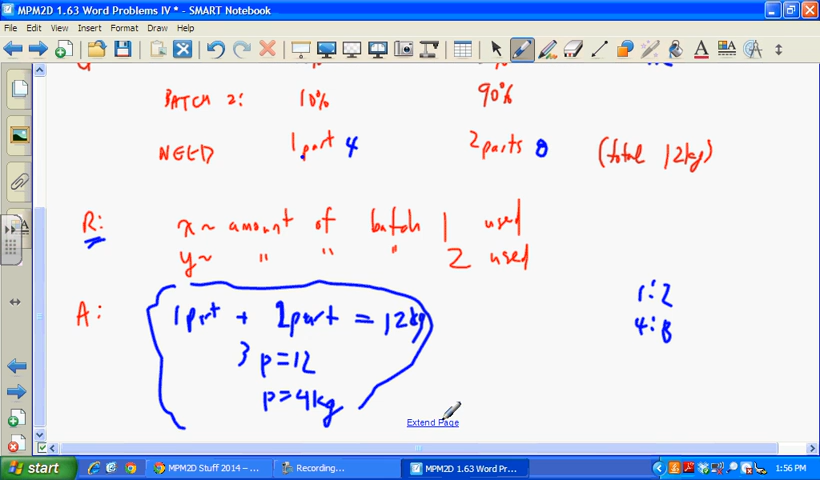 MPM2D 1.63 Word Problems IV * - SMART Notebook
File Edit View Insert Format Draw Help
BATCH 2: 10% 90%
NEED 1 part 4 2 parts 8 (total 12kg)
R: x ~ amount of batch 1 used
y ~ " " " 2 used
1:2
A: 1 part + 2 part = 12kg
4:8
3p=12
p=4kg
Extend Page
start MPM2D Stuff 2014 - ... Recording... MPM2D 1.63 Word Pr... 1:56 PM